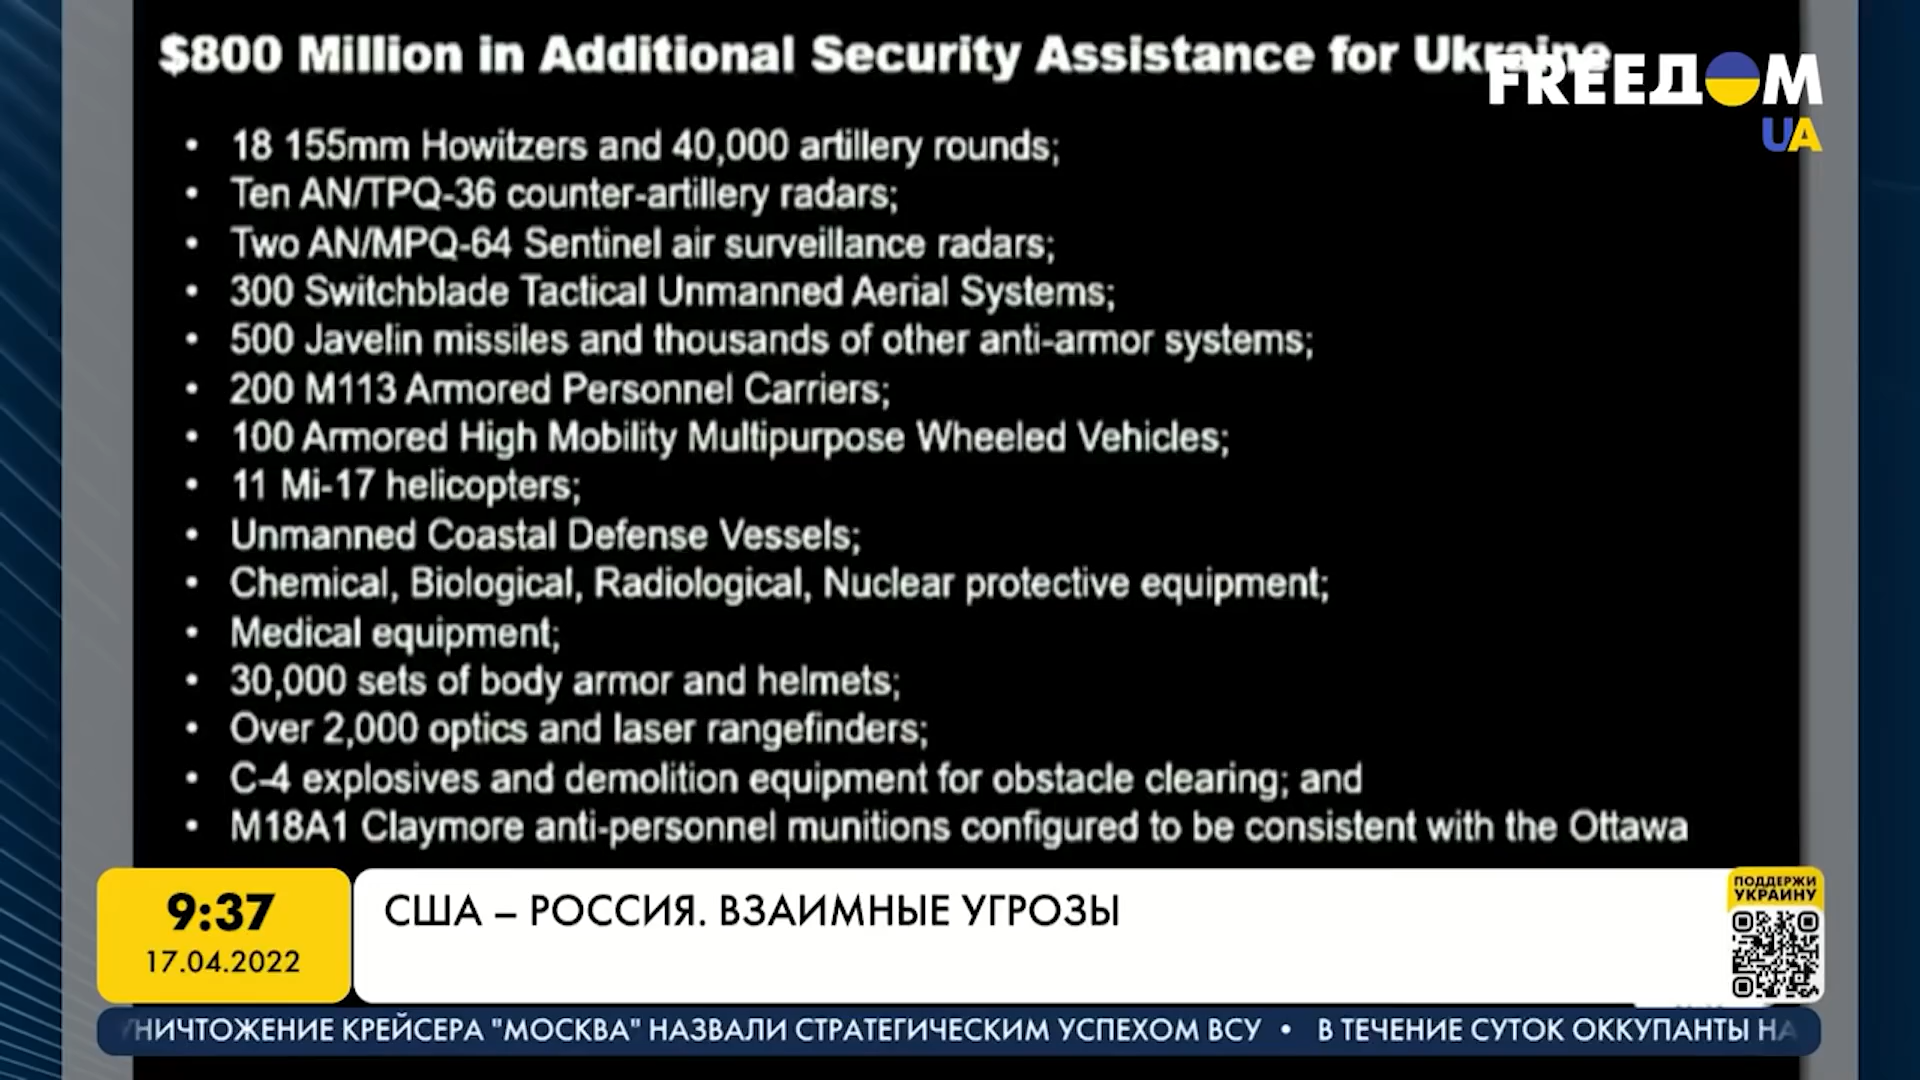 $800 Million in Additional Security Assistance for Ukraine
FREEДOM
UA
• 18 155mm Howitzers and 40,000 artillery rounds;
• Ten AN/TPQ-36 counter-artillery radars;
• Two AN/MPQ-64 Sentinel air surveillance radars;
• 300 Switchblade Tactical Unmanned Aerial Systems;
• 500 Javelin missiles and thousands of other anti-armor systems;
• 200 M113 Armored Personnel Carriers;
• 100 Armored High Mobility Multipurpose Wheeled Vehicles;
• 11 Mi-17 helicopters;
• Unmanned Coastal Defense Vessels;
• Chemical, Biological, Radiological, Nuclear protective equipment;
• Medical equipment;
• 30,000 sets of body armor and helmets;
• Over 2,000 optics and laser rangefinders;
• C-4 explosives and demolition equipment for obstacle clearing; and
• M18A1 Claymore anti-personnel munitions configured to be consistent with the Ottawa
9:37
17.04.2022
США – РОССИЯ. ВЗАИМНЫЕ УГРОЗЫ
ПОДДЕРЖИ
УКРАИНУ
УНИЧТОЖЕНИЕ КРЕЙСЕРА "МОСКВА" НАЗВАЛИ СТРАТЕГИЧЕСКИМ УСПЕХОМ ВСУ • В ТЕЧЕНИЕ СУТОК ОККУПАНТЫ НА